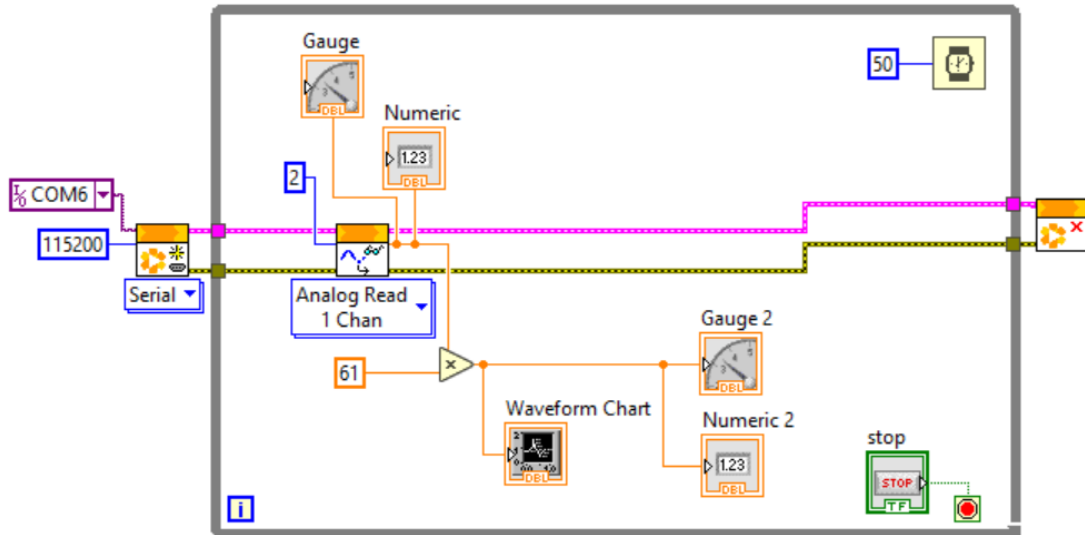 Gauge
50
DBL
Numeric
1.23
DBL
2
COM6
115200
Serial
Analog Read
1 Chan
61
x
Gauge 2
DBL
Waveform Chart
DBL
Numeric 2
1.23
DBL
stop
STOP
TF
i